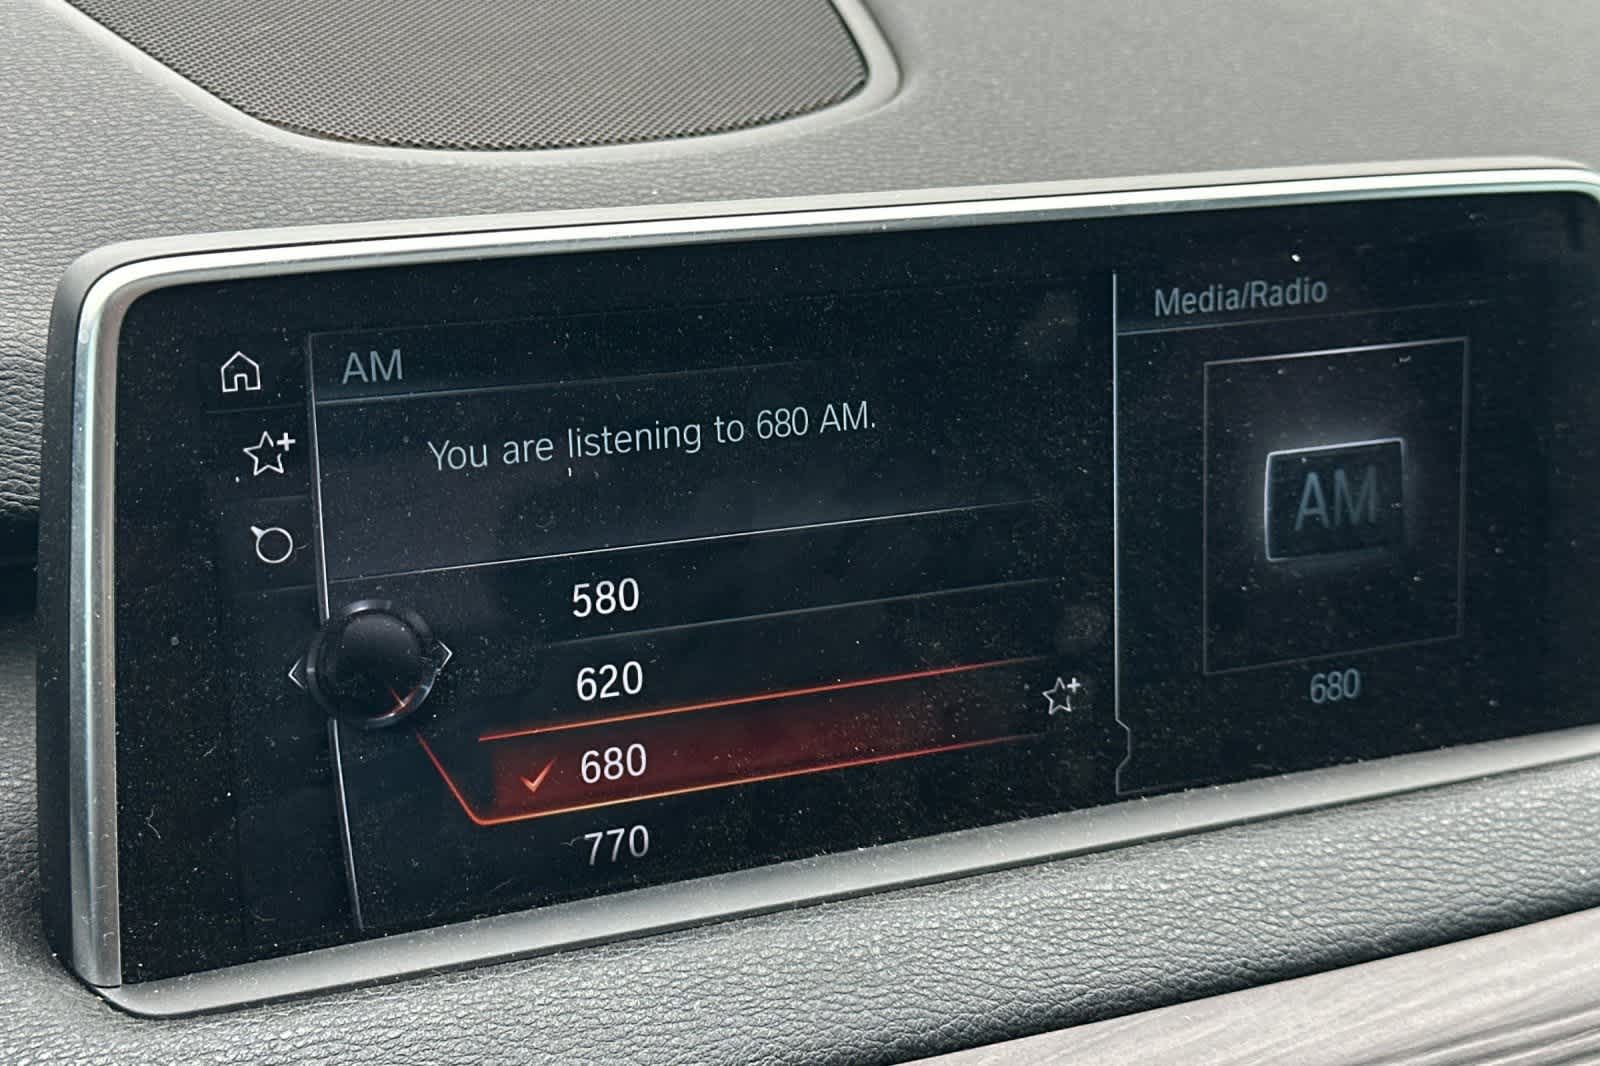 AM
You are listening to 680 AM.
580
620
680
770
Media/Radio
AM
680